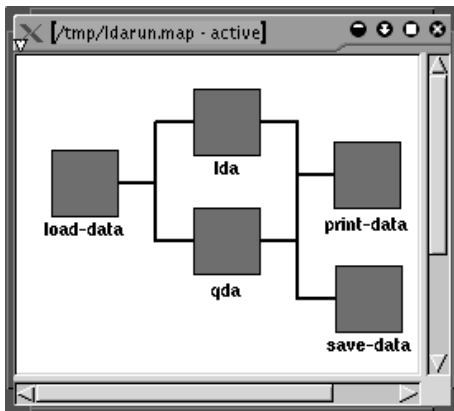 [/tmp/ldarun.map - active]
lda
load-data
print-data
qda
save-data